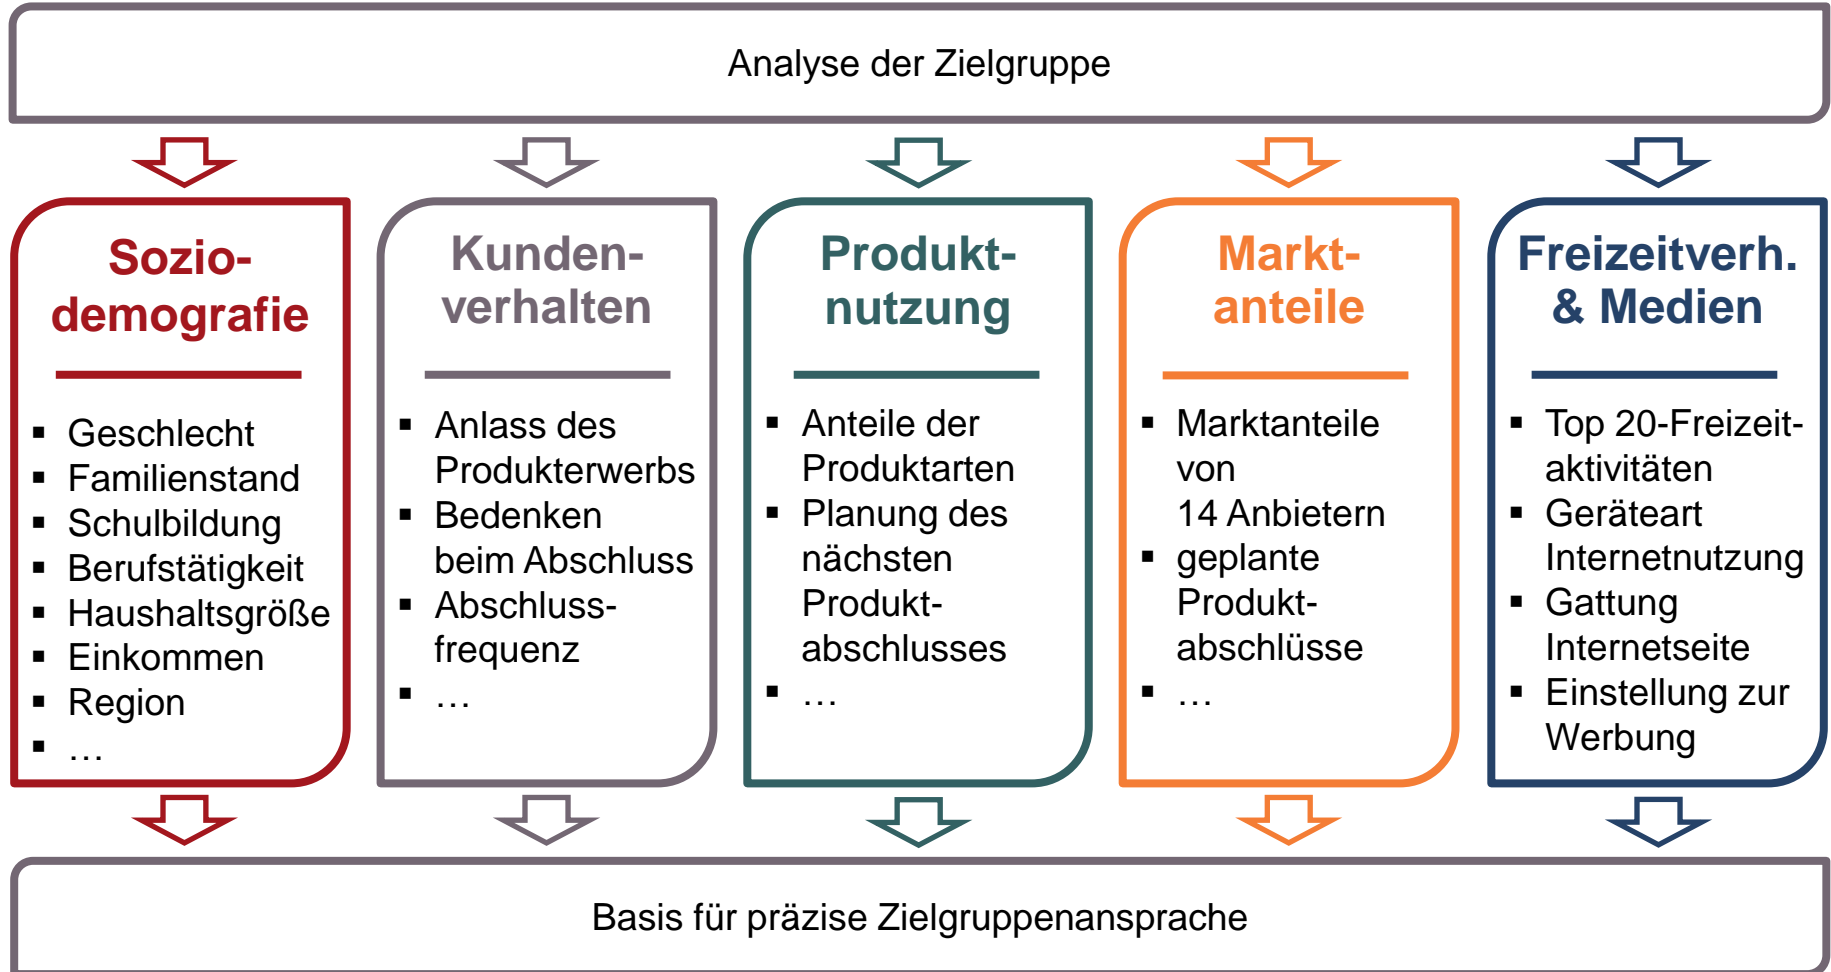 Analyse der Zielgruppe
Sozio-
demografie
▪ Geschlecht
▪ Familienstand
▪ Schulbildung
▪ Berufstätigkeit
▪ Haushaltsgröße
▪ Einkommen
▪ Region
▪ …
Kunden-
verhalten
▪ Anlass des
Produkterwerbs
▪ Bedenken
beim Abschluss
▪ Abschluss-
frequenz
▪ …
Produkt-
nutzung
▪ Anteile der
Produktarten
▪ Planung des
nächsten
Produkt-
abschlusses
▪ …
Markt-
anteile
▪ Marktanteile
von
14 Anbietern
▪ geplante
Produkt-
abschlüsse
▪ …
Freizeitverh.
& Medien
▪ Top 20-Freizeit-
aktivitäten
▪ Geräteart
Internetnutzung
▪ Gattung
Internetseite
▪ Einstellung zur
Werbung
Basis für präzise Zielgruppenansprache